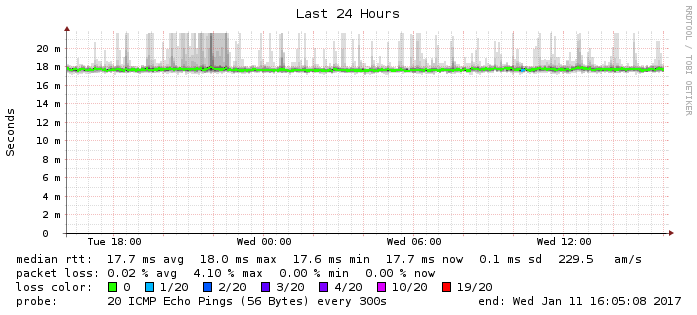 Last 24 Hours
RRDTOOL / TOBI OETIKER
Seconds
20 m
18 m
16 m
14 m
12 m
10 m
8 m
6 m
4 m
2 m
0
Tue 18:00 Wed 00:00 Wed 06:00 Wed 12:00
median rtt: 17.7 ms avg 18.0 ms max 17.6 ms min 17.7 ms now 0.1 ms sd 229.5 am/s
packet loss: 0.02 % avg 4.10 % max 0.00 % min 0.00 % now
loss color: 0 1/20 2/20 3/20 4/20 10/20 19/20
probe: 20 ICMP Echo Pings (56 Bytes) every 300s end: Wed Jan 11 16:05:08 2017